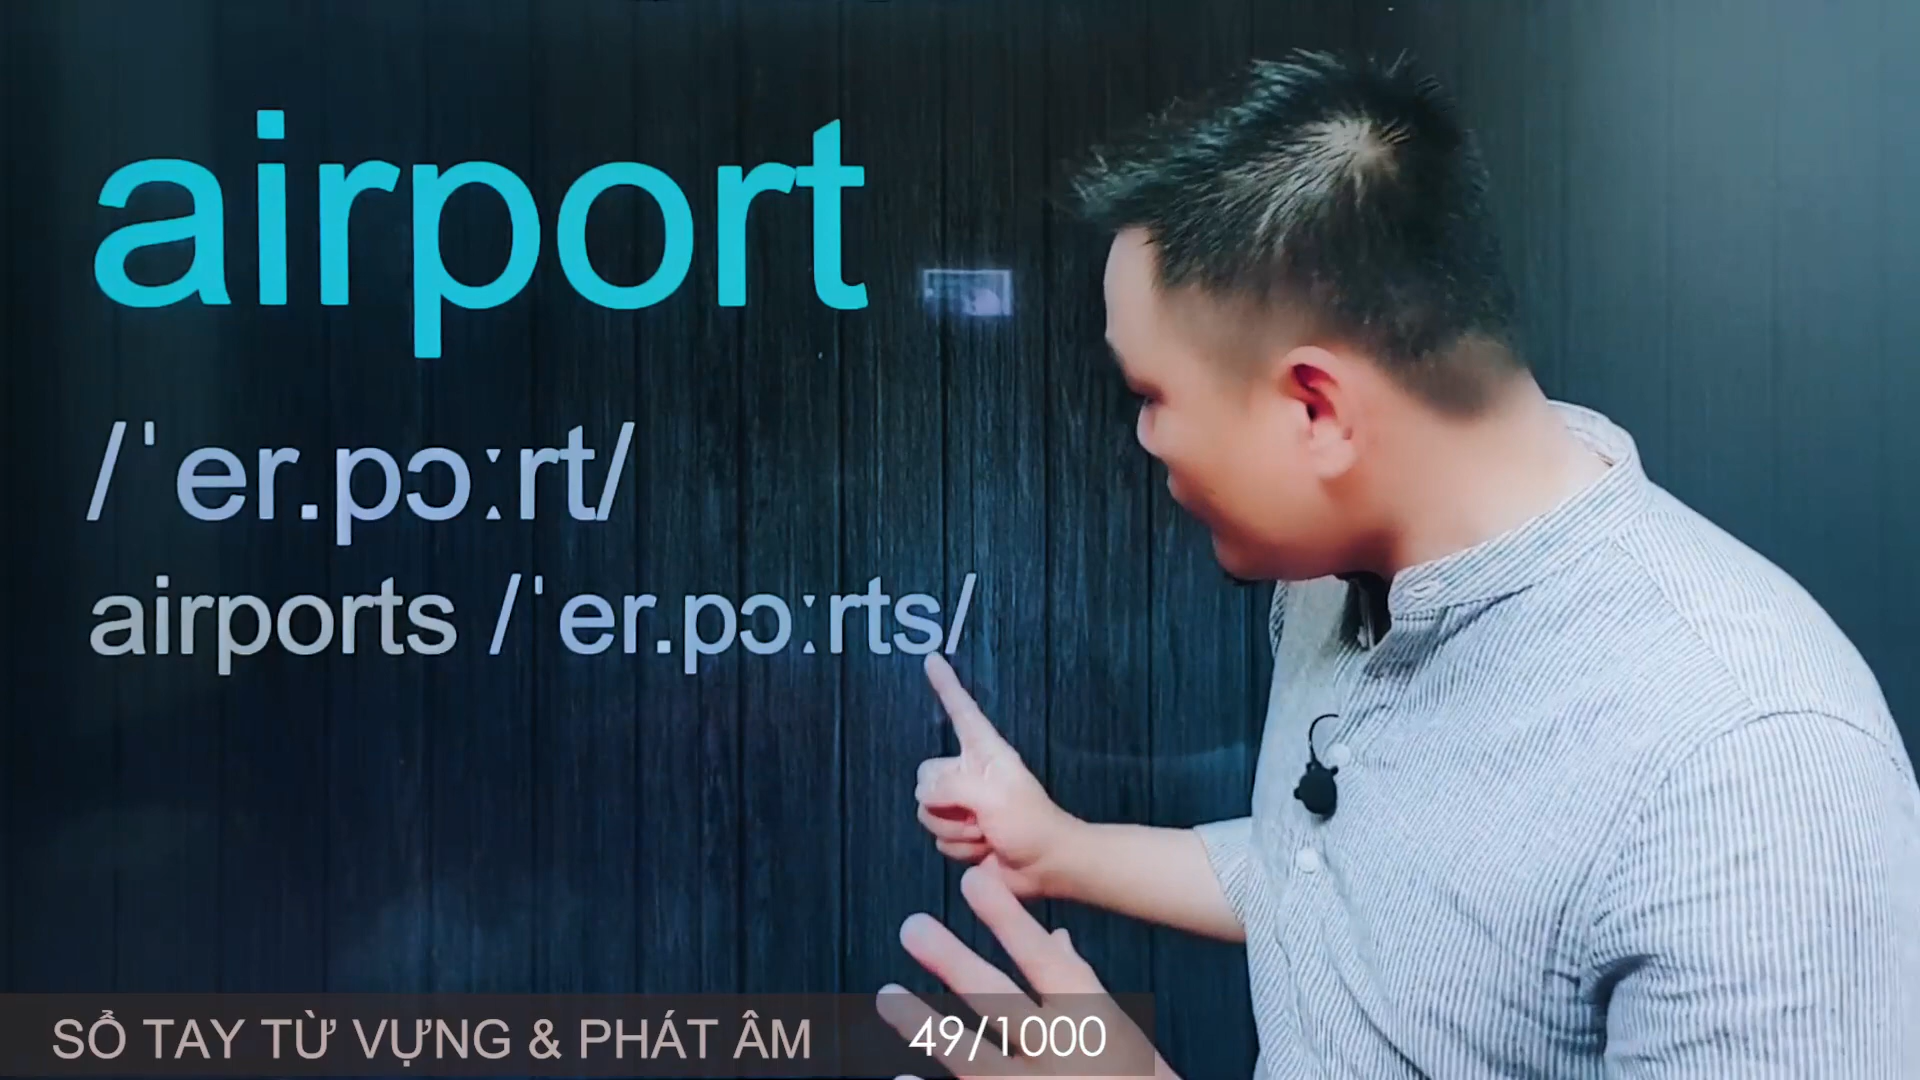 airport
/ˈer.pɔːrt/
airports /ˈer.pɔːrts/
SỔ TAY TỪ VỰNG & PHÁT ÂM 49/1000